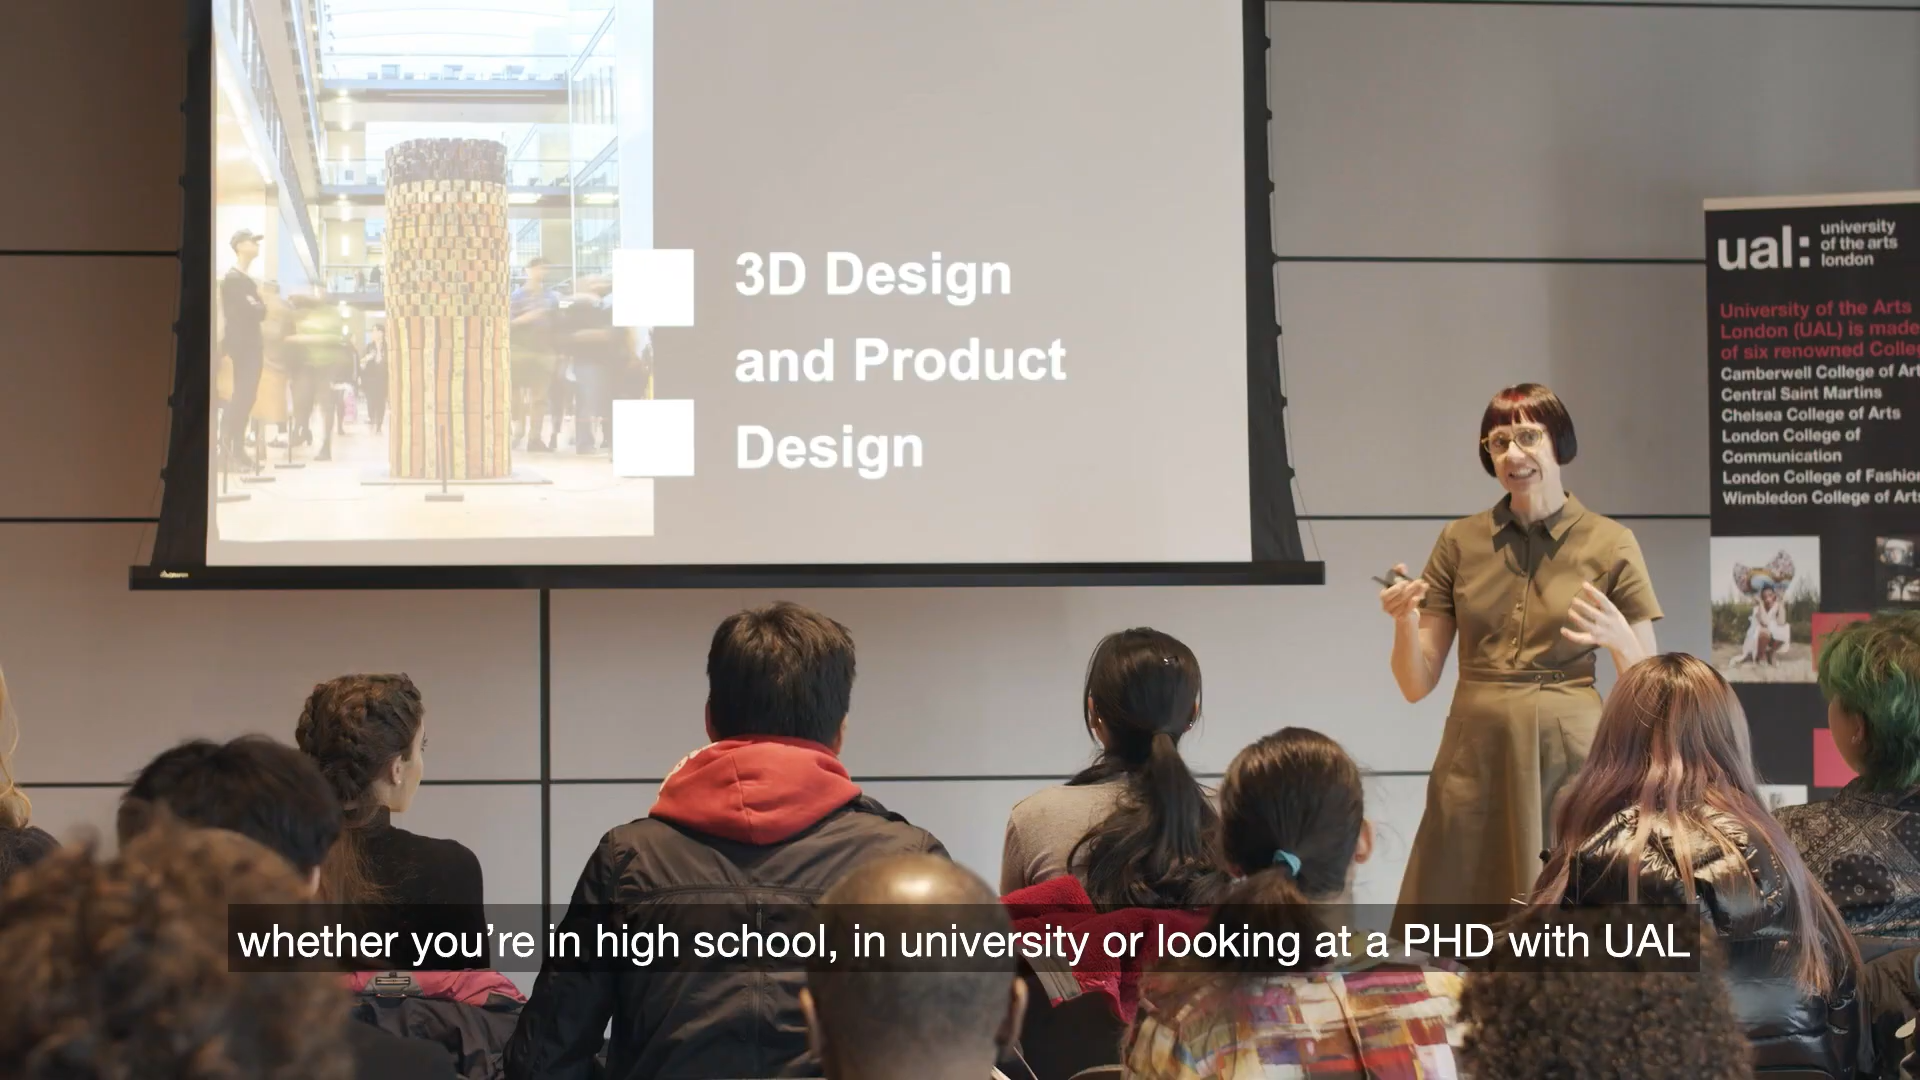 3D Design
and Product
Design
ual:
university
of the arts
london
University of the Arts
London (UAL) is made
of six renowned
Camberwell College of
Central Saint Martins
Chelsea College of Arts
London College of
Communication
London College of
Wimbledon College of
whether you’re in high school, in university or looking at a PHD with UAL